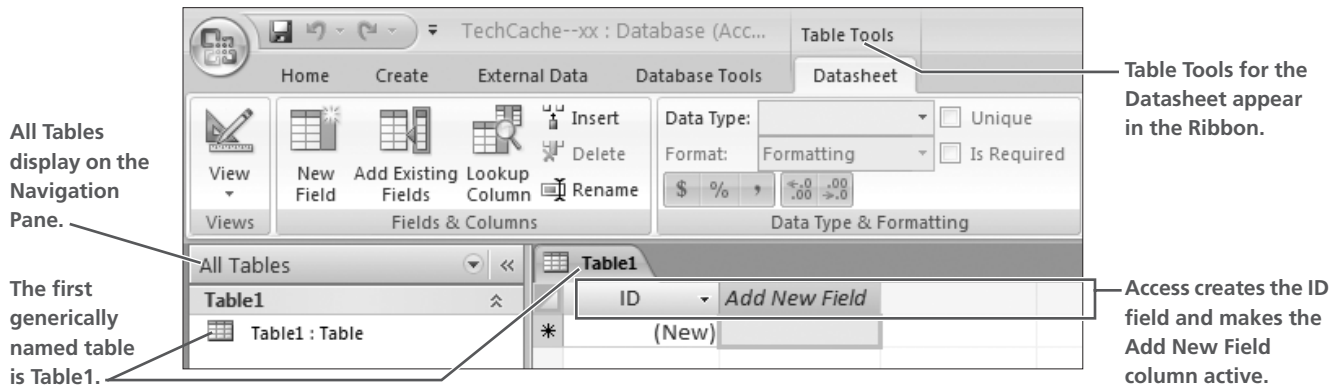 TechCache--xx : Database (Acc...
Table Tools
Home Create External Data Database Tools Datasheet
View
Views
New Field
Add Existing Fields
Lookup Column
Insert
Delete
Rename
Fields & Columns
Data Type:
Unique
Format: Formatting
Is Required
$ % , ←.0 .00 .00 →.0
Data Type & Formatting
All Tables «
Table1
Table1 : Table
Table1
ID Add New Field
* (New)
All Tables
display on the
Navigation
Pane.
The first
generically
named table
is Table1.
Table Tools for the
Datasheet appear
in the Ribbon.
Access creates the ID
field and makes the
Add New Field
column active.